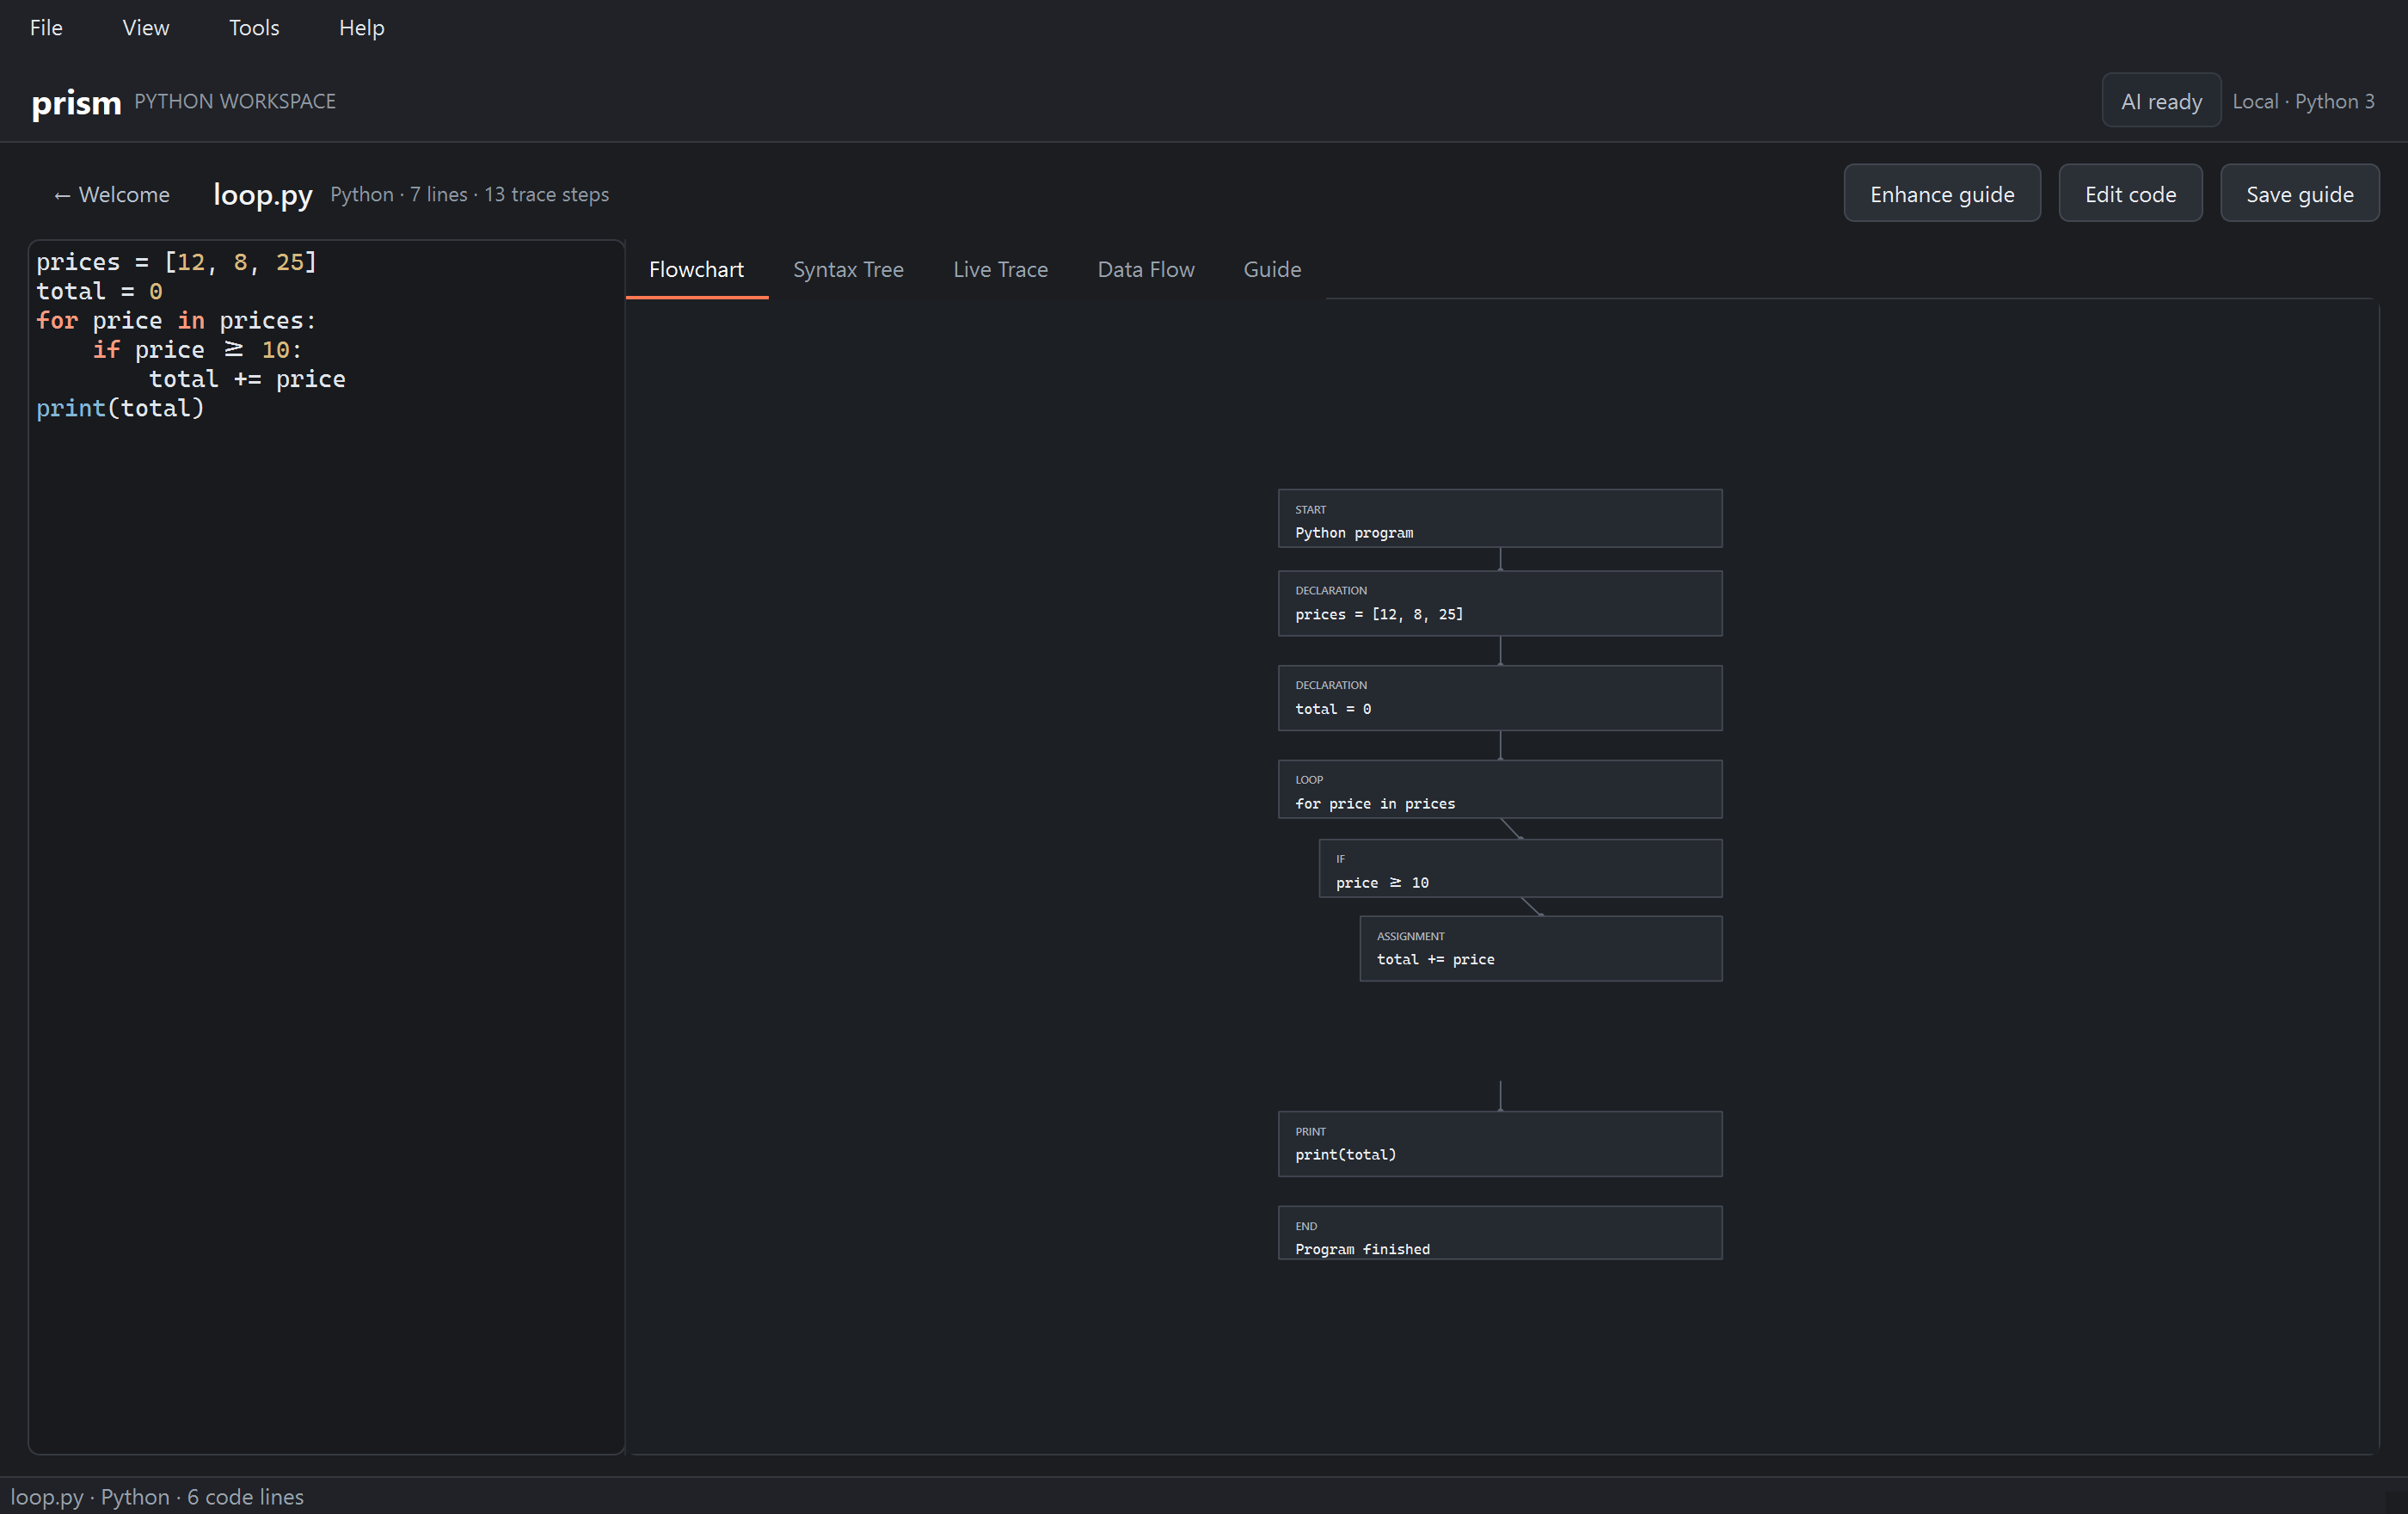 File View Tools Help
prism PYTHON WORKSPACE
AI ready Local · Python 3
← Welcome loop.py Python · 7 lines · 13 trace steps
Enhance guide Edit code Save guide
prices = [12, 8, 25]
total = 0
for price in prices:
    if price ≥ 10:
        total += price
print(total)
Flowchart Syntax Tree Live Trace Data Flow Guide
START
Python program
DECLARATION
prices = [12, 8, 25]
DECLARATION
total = 0
LOOP
for price in prices
IF
price ≥ 10
ASSIGNMENT
total += price
PRINT
print(total)
END
Program finished
loop.py · Python · 6 code lines